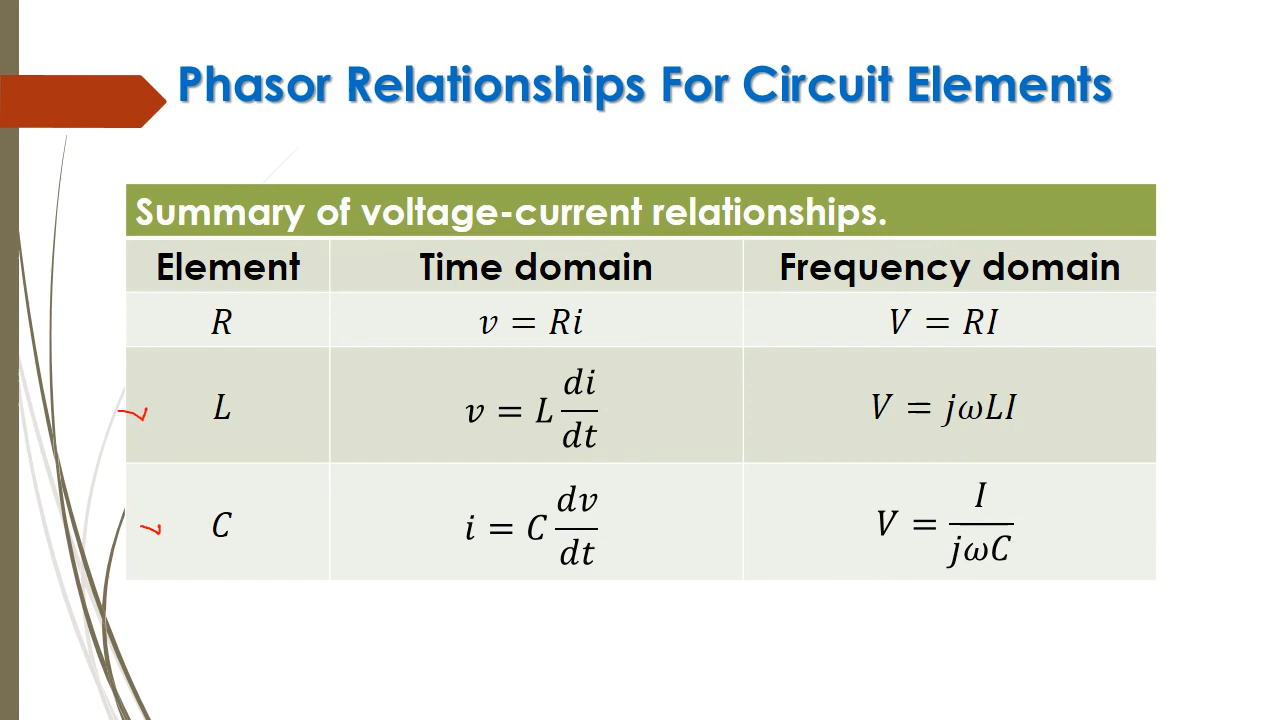 Phasor Relationships For Circuit Elements
Summary of voltage-current relationships.
Element Time domain Frequency domain
R v = Ri V = RI
L v = L di/dt V = jωLI
C i = C dv/dt V = I/jωC